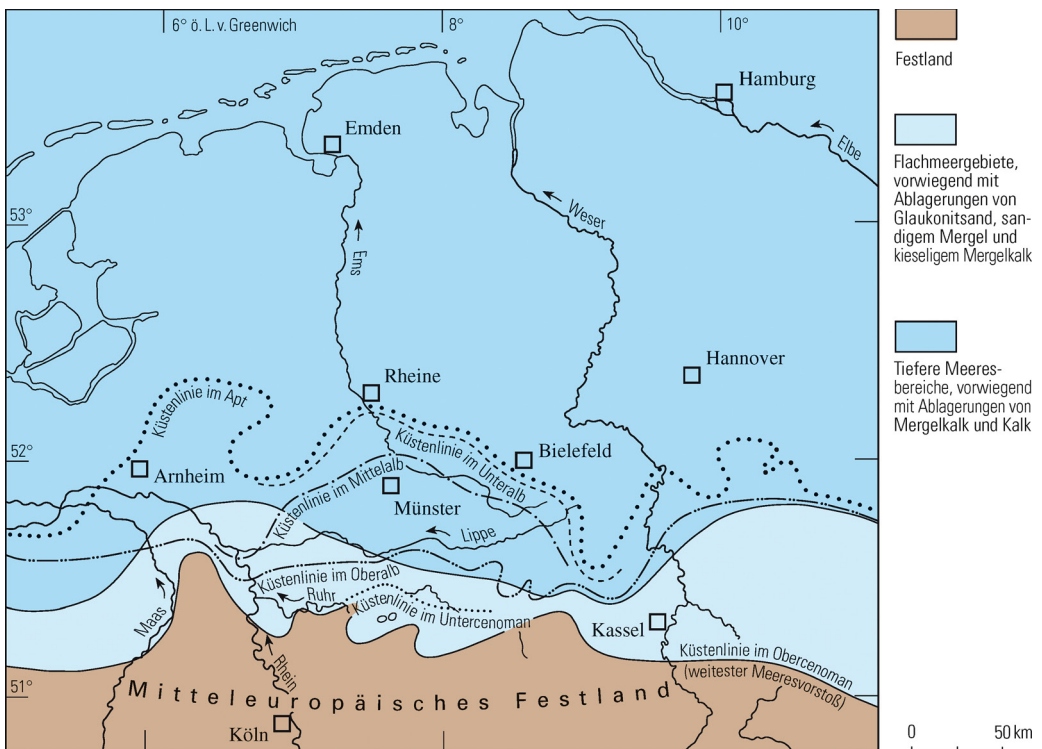 6° ö. L. v. Greenwich
8°
10°
Hamburg
Elbe
Emden
Weser
53°
Ems
Hannover
Rheine
Küstenlinie im Apt
Küstenlinie im Unteralb
Bielefeld
52°
Arnheim
Küstenlinie im Mittelalb
Münster
Lippe
Küstenlinie im Oberalb
Ruhr
Küstenlinie im Untercenoman
Maas
Kassel
Küstenlinie im Obercenoman
(weitester Meeresvorstoß)
Rhein
51°
Mitteleuropäisches Festland
Köln
Festland
Flachmeergebiete,
vorwiegend mit
Ablagerungen von
Glaukonitsand, san-
digem Mergel und
kieseligem Mergelkalk
Tiefere Meeres-
bereiche, vorwiegend
mit Ablagerungen von
Mergelkalk und Kalk
0 50 km